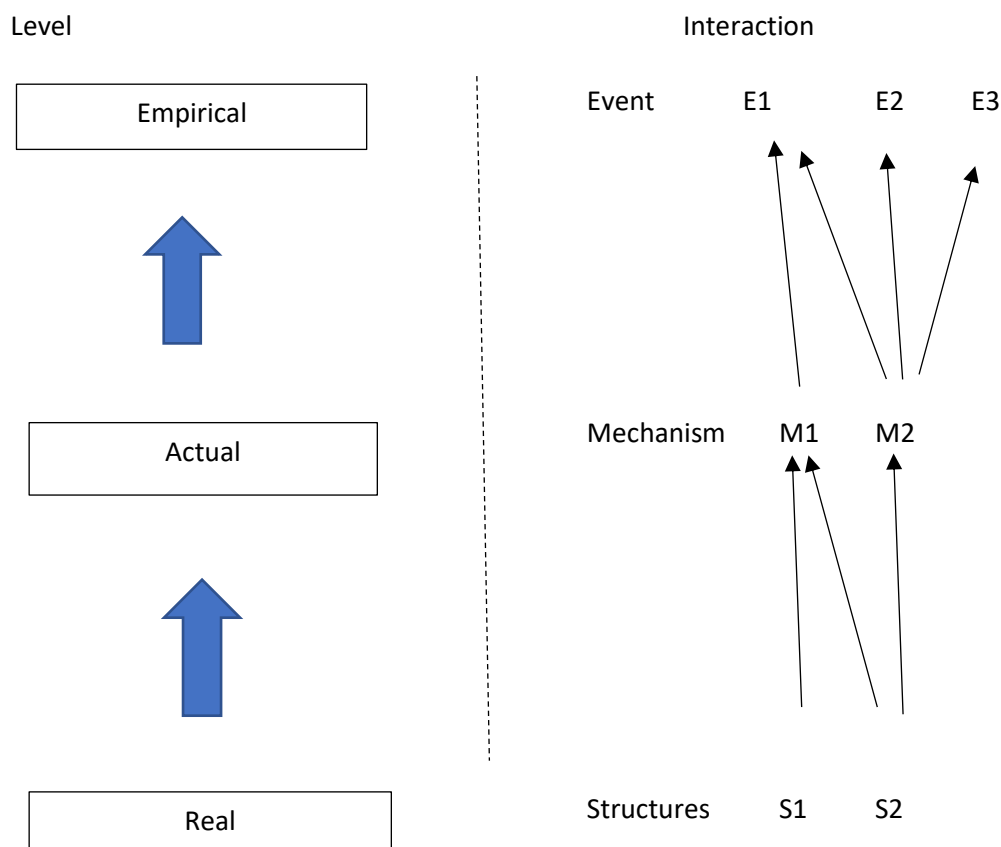 Level Interaction
Empirical Event E1 E2 E3
Actual Mechanism M1 M2
Real Structures S1 S2